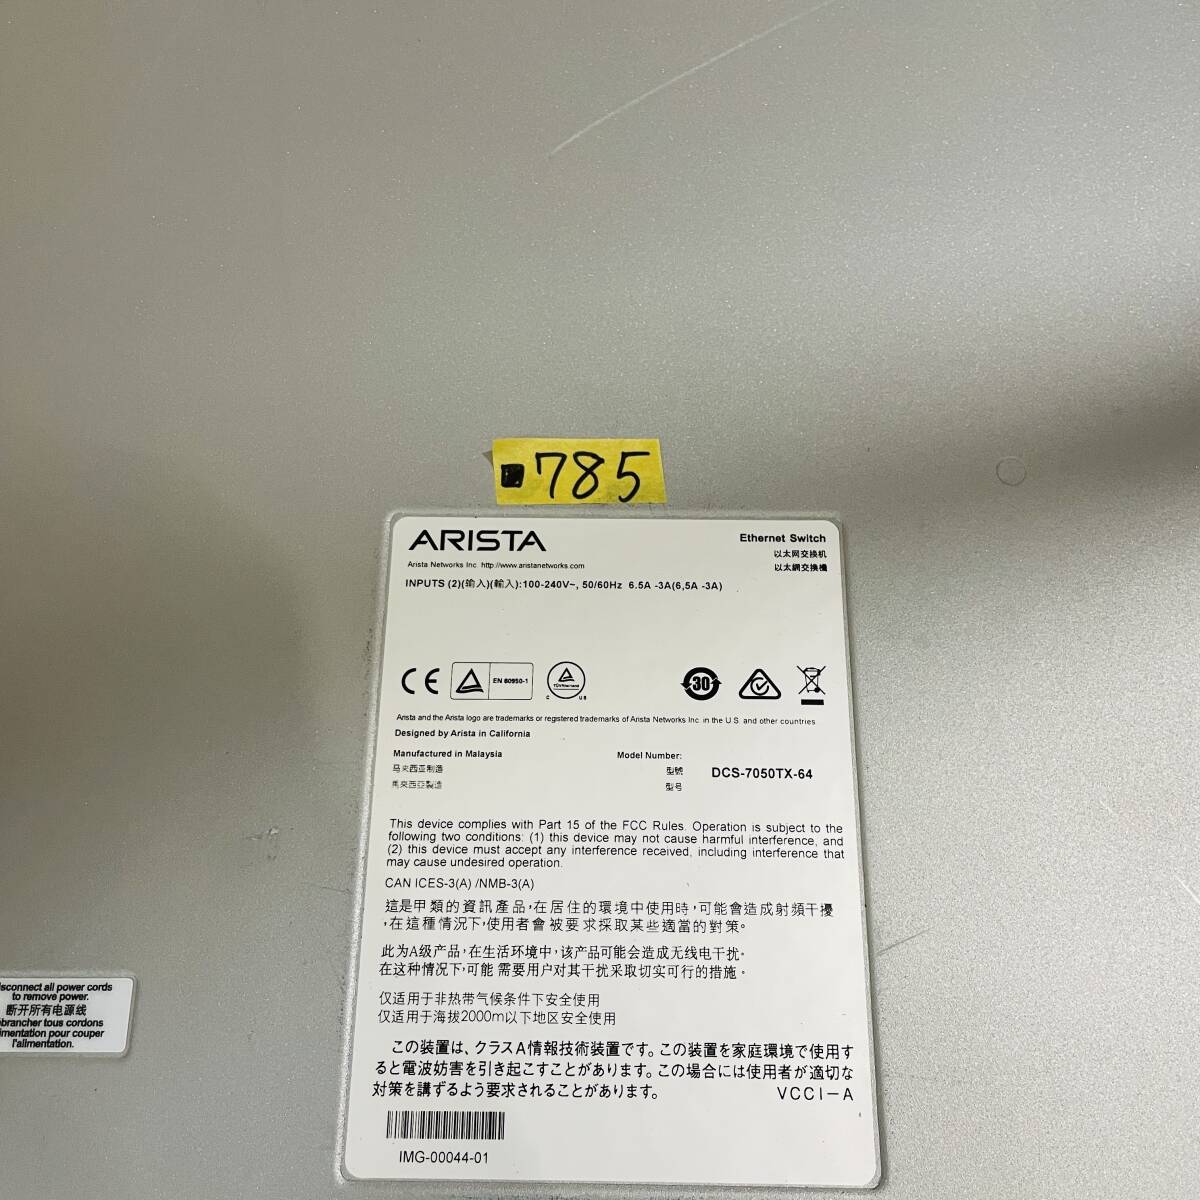 ■785
ARISTA
Ethernet Switch
以太网交换机
以太網交換機
Arista Networks Inc. http://www.aristanetworks.com
INPUTS (2)(输入)(輸入):100-240V~, 50/60Hz 6.5A -3A(6,5A -3A)
CE
EN 60950-1
TÜVRheinland
C US
30
Arista and the Arista logo are trademarks or registered trademarks of Arista Networks Inc. in the U.S. and other countries
Designed by Arista in California
Manufactured in Malaysia
马来西亚制造
馬來西亞製造
Model Number:
型號
型号
DCS-7050TX-64
This device complies with Part 15 of the FCC Rules. Operation is subject to the
following two conditions: (1) this device may not cause harmful interference, and
(2) this device must accept any interference received, including interference that
may cause undesired operation.
CAN ICES-3(A) /NMB-3(A)
這是甲類的資訊產品,在居住的環境中使用時,可能會造成射頻干擾
,在這種情況下,使用者會被要求採取某些適當的對策。
此为A级产品,在生活环境中,该产品可能会造成无线电干扰。
在这种情况下,可能需要用户对其干扰采取切实可行的措施。
仅适用于非热带气候条件下安全使用
仅适用于海拔2000m以下地区安全使用
この装置は、クラスA情報技術装置です。この装置を家庭環境で使用す
ると電波妨害を引き起こすことがあります。この場合には使用者が適切な
対策を講ずるよう要求されることがあります。 VCCI-A
IMG-00044-01
sconnect all power cords
to remove power.
断开所有电源线
brancher tous cordons
imentation pour couper
l'alimentation.